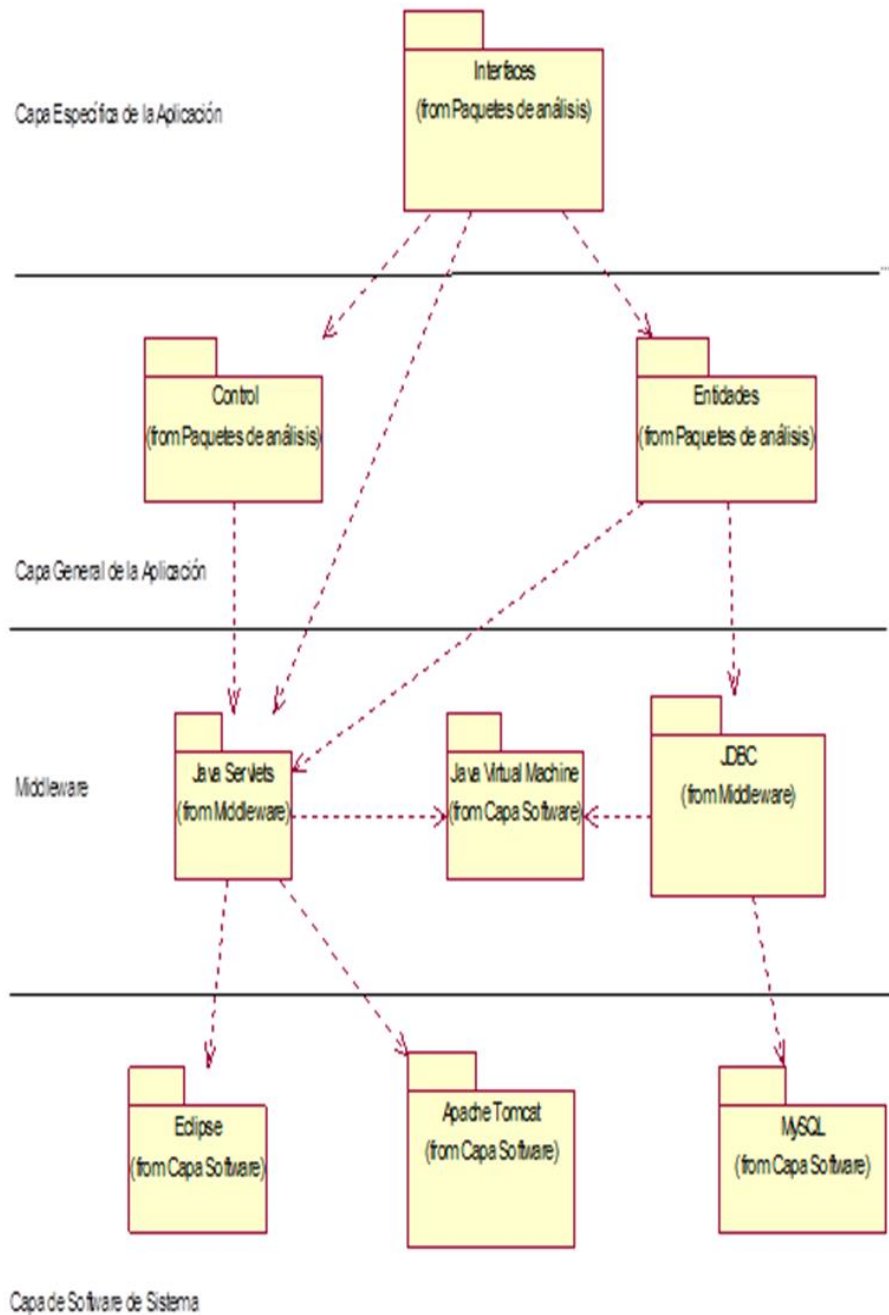 Interfaces
(from Paquetes de análisis)
Capa Específica de la Aplicación
...
Control
(from Paquetes de análisis)
Entidades
(from Paquetes de análisis)
Capa General de la Aplicación
Java Servlets
(from Middleware)
Java Virtual Machine
(from Capa Software)
JDBC
(from Middleware)
Middleware
Eclipse
(from Capa Software)
Apache Tomcat
(from Capa Software)
MySQL
(from Capa Software)
Capa de Software de Sistema